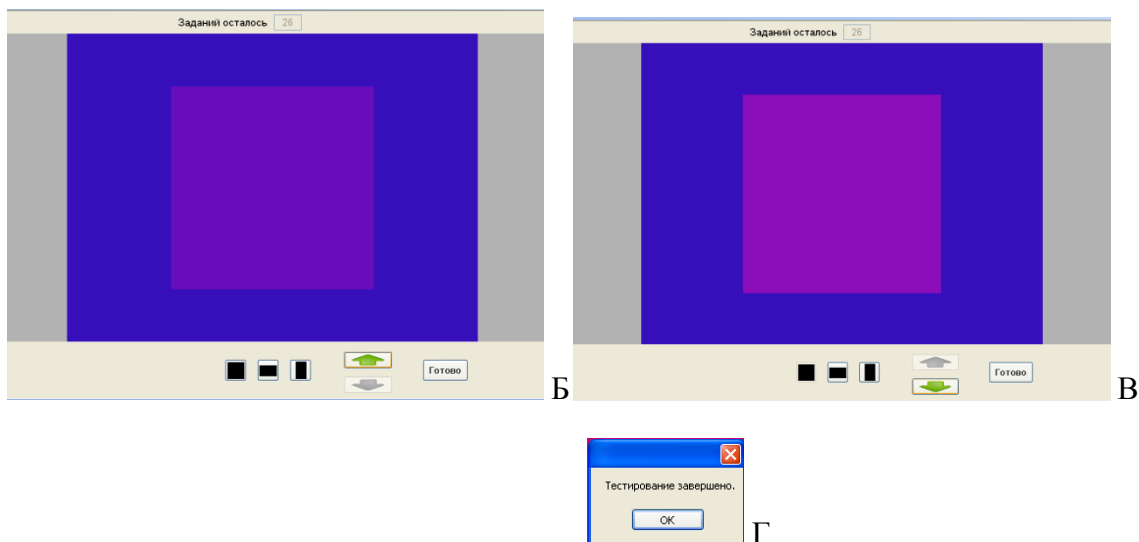 Заданий осталось 26
Заданий осталось 26
Готово
Готово
Б
В
Тестирование завершено.
OK
Г